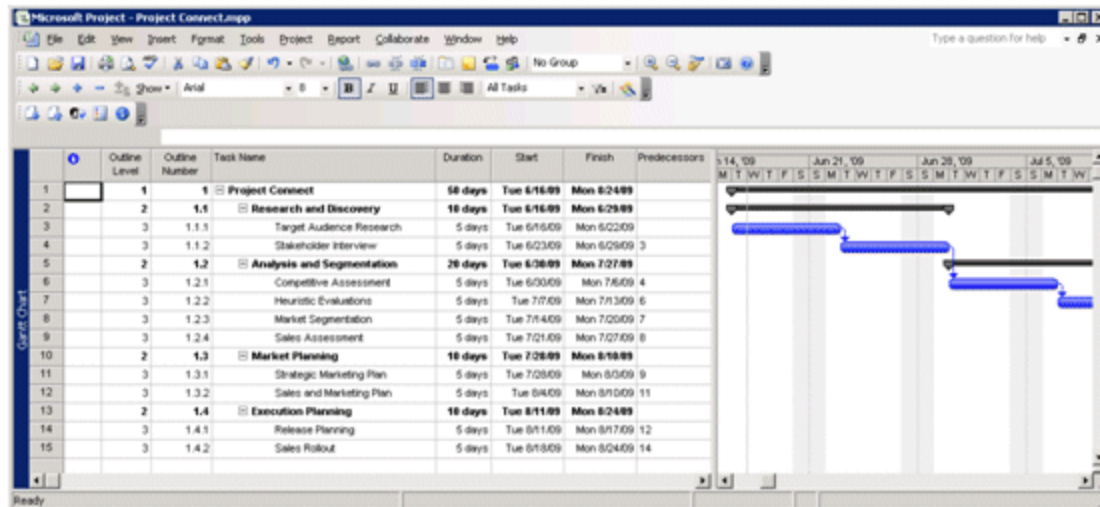 Microsoft Project - Project Connect.mpp
File Edit View Insert Format Tools Project Report Collaborate Window Help Type a question for help
No Group
Show Arial 8 B I U All Tasks
Outline Level Outline Number Task Name Duration Start Finish Predecessors 14, '09 Jun 21, '09 Jun 28, '09 Jul 5, '09
M T W T F S S M T W T F S S M T W T F S S M T W
1 1 1 Project Connect 50 days Tue 6/16/09 Mon 8/24/09
2 2 1.1 Research and Discovery 10 days Tue 6/16/09 Mon 6/29/09
3 3 1.1.1 Target Audience Research 5 days Tue 6/16/09 Mon 6/22/09
4 3 1.1.2 Stakeholder Interview 5 days Tue 6/23/09 Mon 6/29/09 3
5 2 1.2 Analysis and Segmentation 20 days Tue 6/30/09 Mon 7/27/09
6 3 1.2.1 Competitive Assessment 5 days Tue 6/30/09 Mon 7/6/09 4
7 3 1.2.2 Heuristic Evaluations 5 days Tue 7/7/09 Mon 7/13/09 6
8 3 1.2.3 Market Segmentation 5 days Tue 7/14/09 Mon 7/20/09 7
9 3 1.2.4 Sales Assessment 5 days Tue 7/21/09 Mon 7/27/09 8
10 2 1.3 Market Planning 10 days Tue 7/28/09 Mon 8/10/09
11 3 1.3.1 Strategic Marketing Plan 5 days Tue 7/28/09 Mon 8/3/09 9
12 3 1.3.2 Sales and Marketing Plan 5 days Tue 8/4/09 Mon 8/10/09 11
13 2 1.4 Execution Planning 10 days Tue 8/11/09 Mon 8/24/09
14 3 1.4.1 Release Planning 5 days Tue 8/11/09 Mon 8/17/09 12
15 3 1.4.2 Sales Rollout 5 days Tue 8/18/09 Mon 8/24/09 14
Gantt Chart
Ready